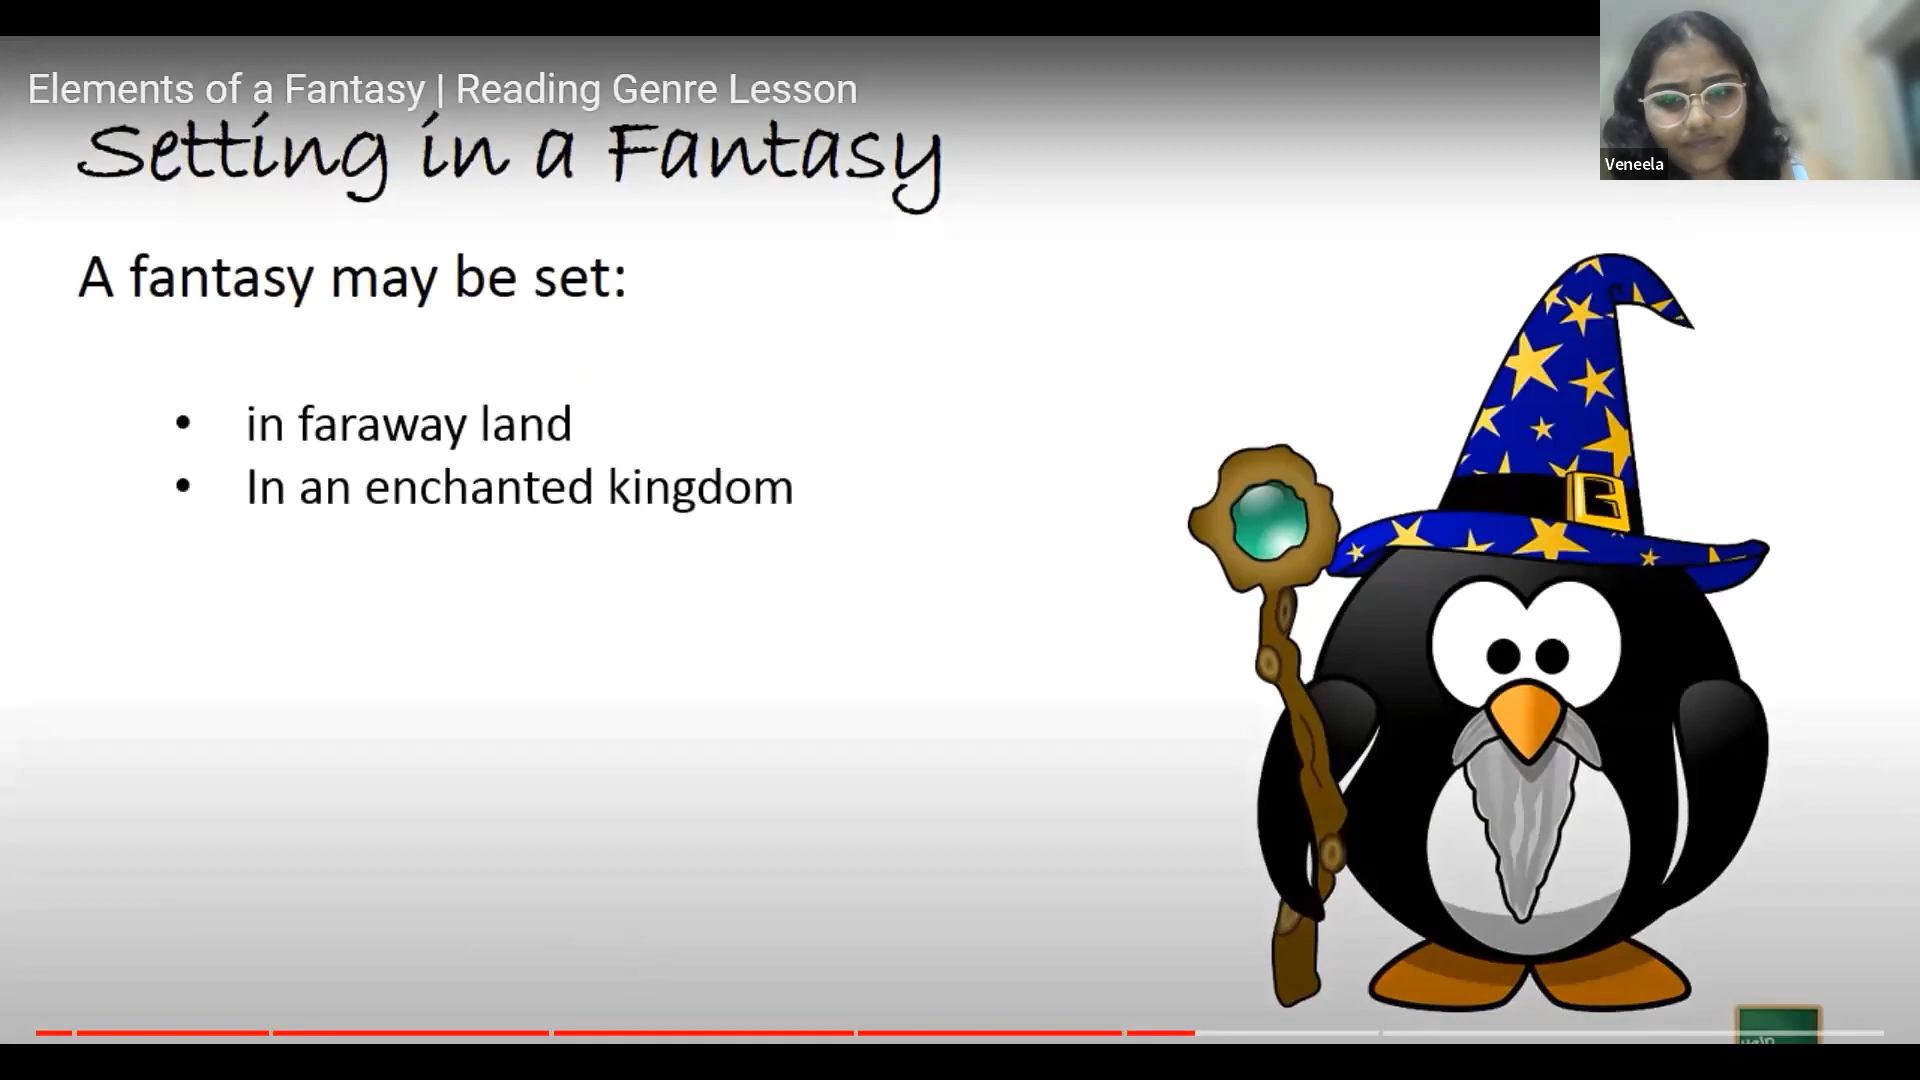 Elements of a Fantasy | Reading Genre Lesson
Setting in a Fantasy
A fantasy may be set:
• in faraway land
• In an enchanted kingdom
Veneela